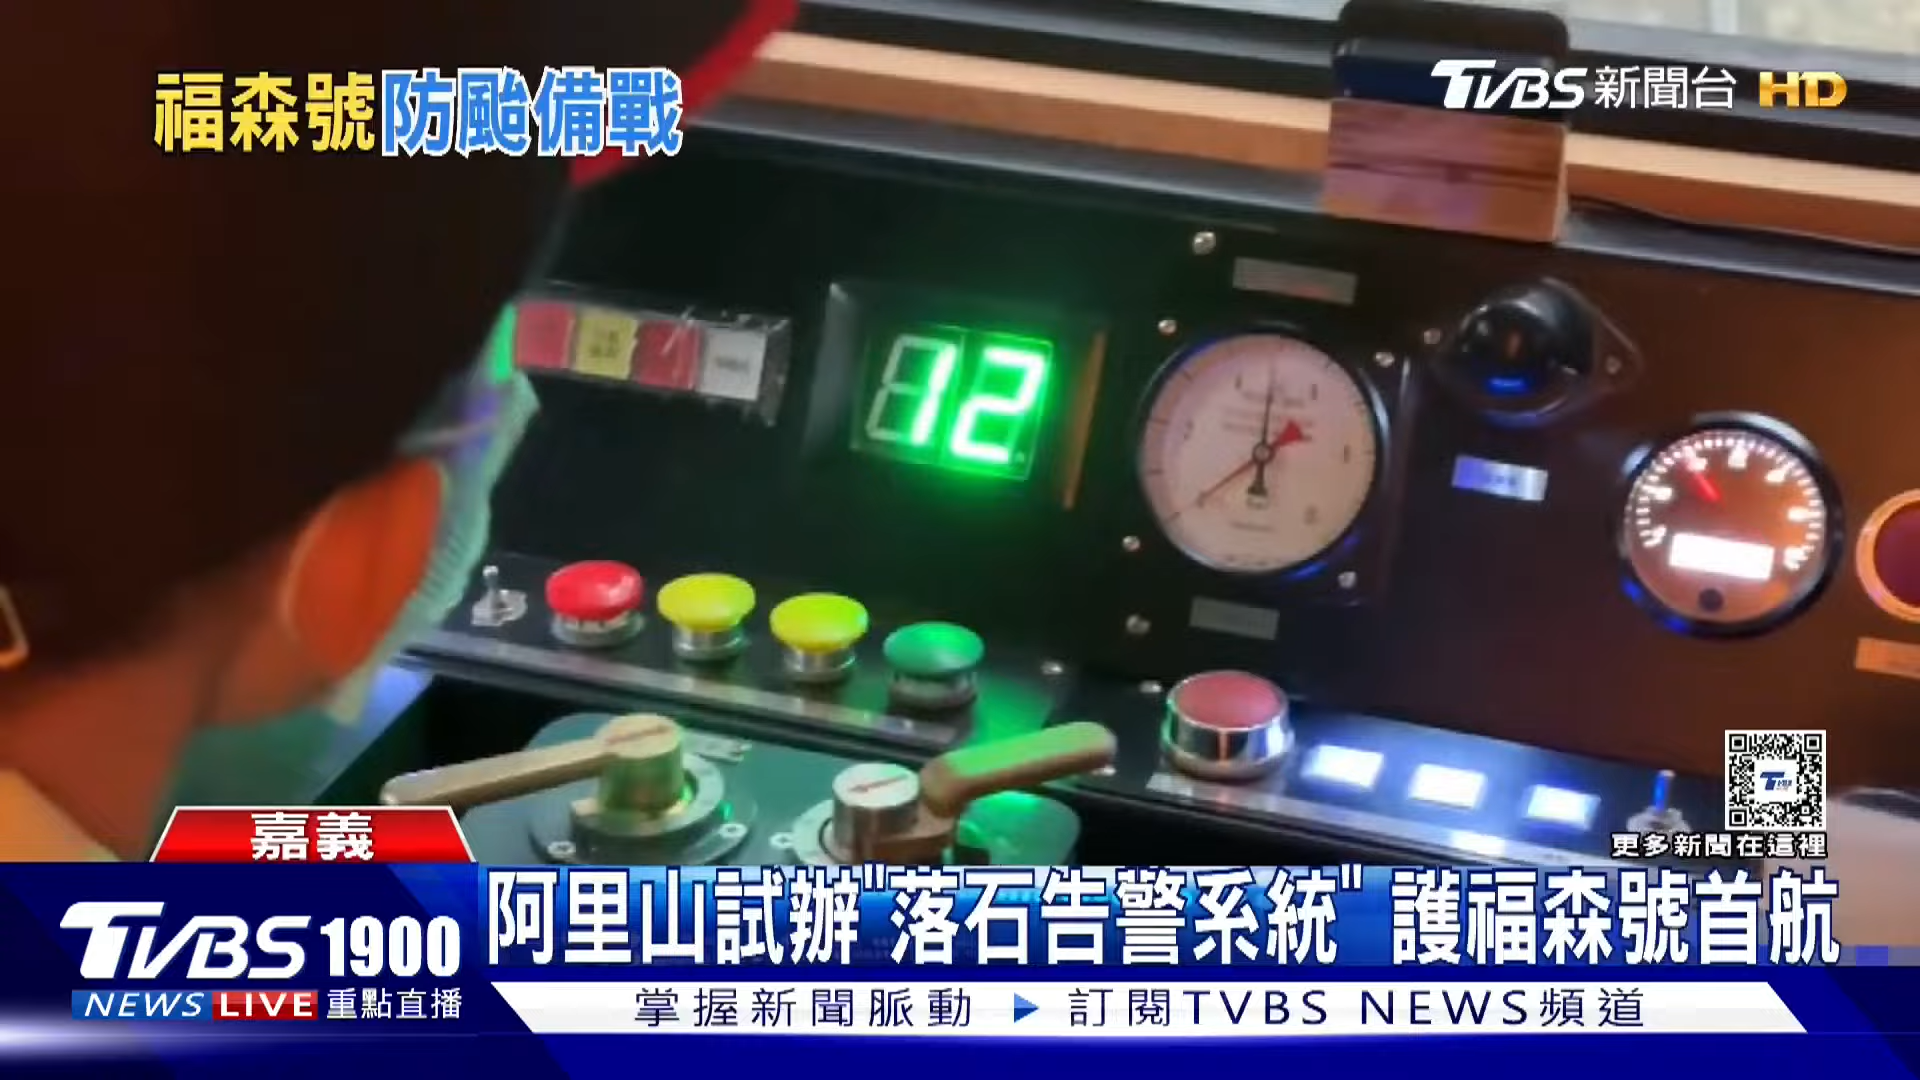 福森號防颱備戰
TVBS新聞台 HD
12
更多新聞在這裡
嘉義
阿里山試辦"落石告警系統" 護福森號首航
TVBS 1900
NEWS LIVE 重點直播
掌握新聞脈動 ▶ 訂閱TVBS NEWS頻道